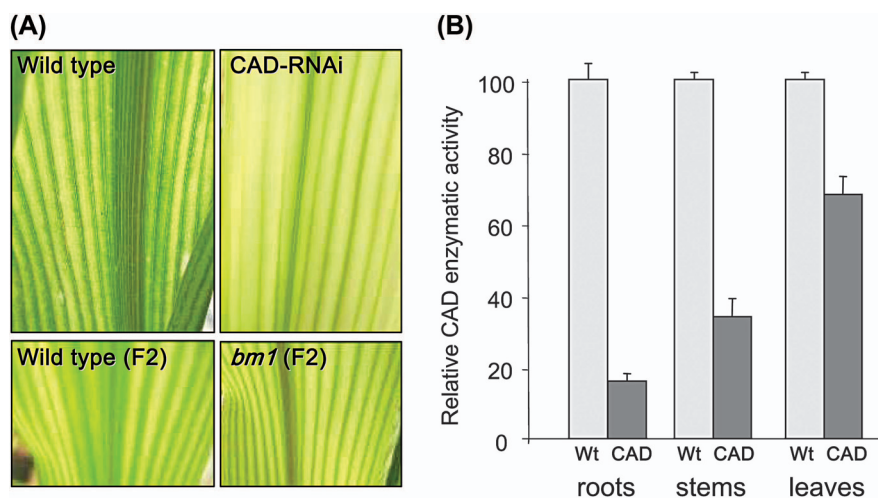 (A)
Wild type
CAD-RNAi
Wild type (F2)
bm1 (F2)
(B)
Relative CAD enzymatic activity
100
80
60
40
20
0
Wt CAD Wt CAD Wt CAD
roots stems leaves